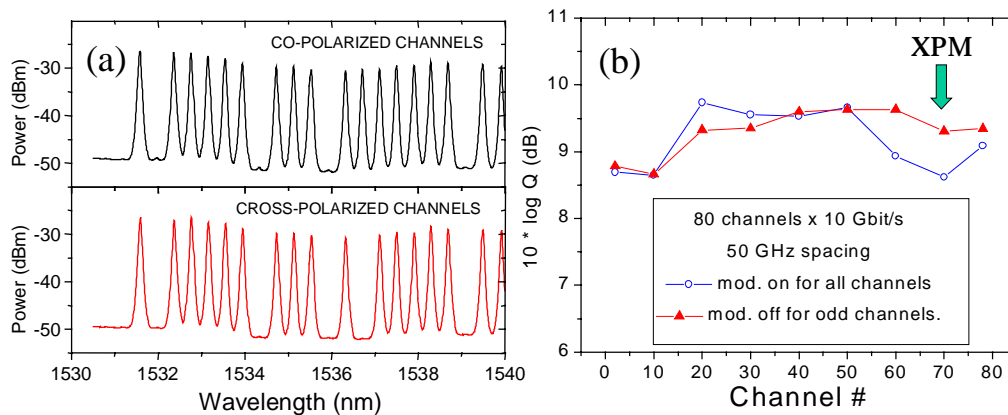 (a)
CO-POLARIZED CHANNELS
Power (dBm)
-30
-40
-50
CROSS-POLARIZED CHANNELS
Power (dBm)
-30
-40
-50
1530 1532 1534 1536 1538 1540
Wavelength (nm)
(b)
XPM
10 * log Q (dB)
11
10
9
8
7
6
80 channels x 10 Gbit/s
50 GHz spacing
mod. on for all channels
mod. off for odd channels.
0 10 20 30 40 50 60 70 80
Channel #